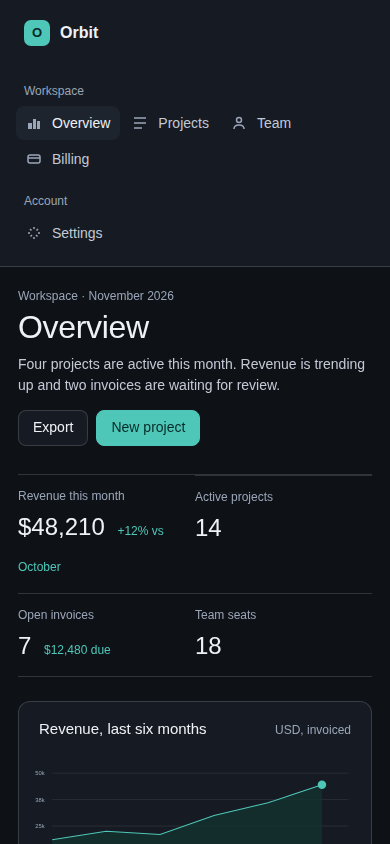 O Orbit
Workspace
Overview Projects Team
Billing
Account
Settings
Workspace · November 2026
Overview
Four projects are active this month. Revenue is trending
up and two invoices are waiting for review.
Export New project
Revenue this month Active projects
$48,210 +12% vs 14
October
Open invoices Team seats
7 $12,480 due 18
Revenue, last six months USD, invoiced
50k
38k
25k